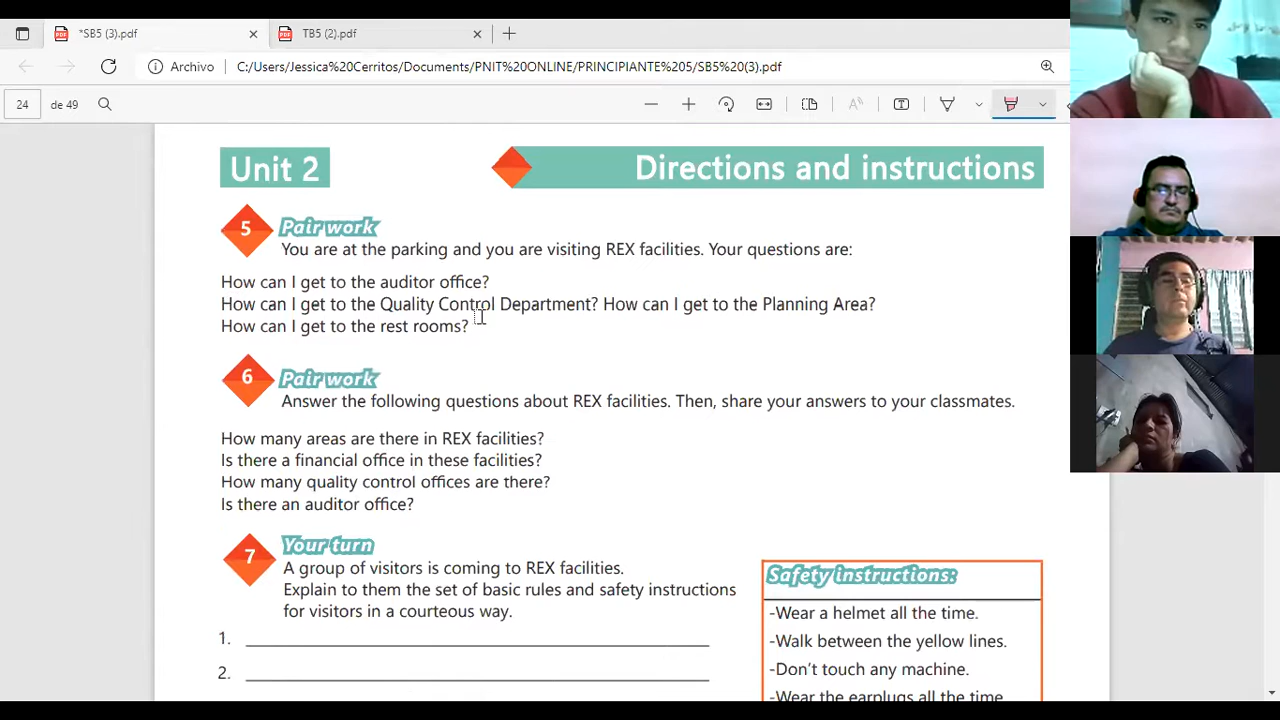 *SB5 (3).pdf
TB5 (2).pdf
Archivo
C:/Users/Jessica%20Cerritos/Documents/PNIT%20ONLINE/PRINCIPIANTE%205/SB5%20(3).pdf
24
de 49
Unit 2
Directions and instructions
5
Pair work
You are at the parking and you are visiting REX facilities. Your questions are:
How can I get to the auditor office?
How can I get to the Quality Control Department? How can I get to the Planning Area?
How can I get to the rest rooms?
6
Pair work
Answer the following questions about REX facilities. Then, share your answers to your classmates.
How many areas are there in REX facilities?
Is there a financial office in these facilities?
How many quality control offices are there?
Is there an auditor office?
7
Your turn
A group of visitors is coming to REX facilities.
Explain to them the set of basic rules and safety instructions
for visitors in a courteous way.
1.
2.
Safety instructions:
-Wear a helmet all the time.
-Walk between the yellow lines.
-Don't touch any machine.
-Wear the earplugs all the time